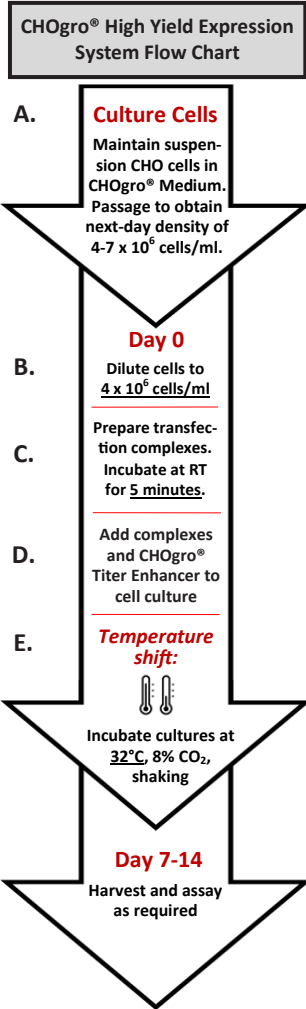 CHOgro® High Yield Expression
System Flow Chart
A.
Culture Cells
Maintain suspen-
sion CHO cells in
CHOgro® Medium.
Passage to obtain
next-day density of
4-7 x 10⁶ cells/ml.
Day 0
B.
Dilute cells to
4 x 10⁶ cells/ml
C.
Prepare transfec-
tion complexes.
Incubate at RT
for 5 minutes.
D.
Add complexes
and CHOgro®
Titer Enhancer to
cell culture
E.
Temperature
shift:
Incubate cultures at
32°C, 8% CO₂,
shaking
Day 7-14
Harvest and assay
as required